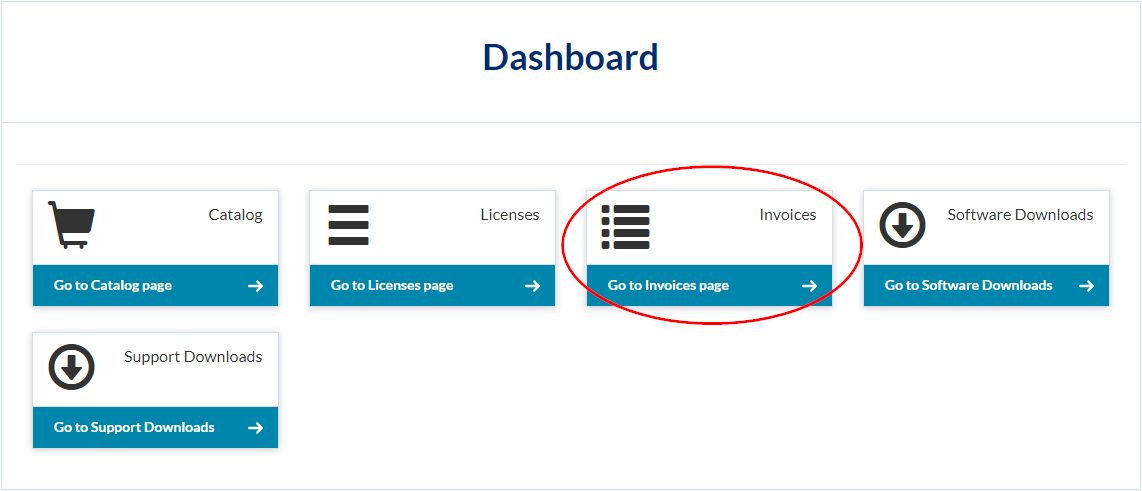 Dashboard
Catalog
Go to Catalog page
Licenses
Go to Licenses page
Invoices
Go to Invoices page
Software Downloads
Go to Software Downloads
Support Downloads
Go to Support Downloads